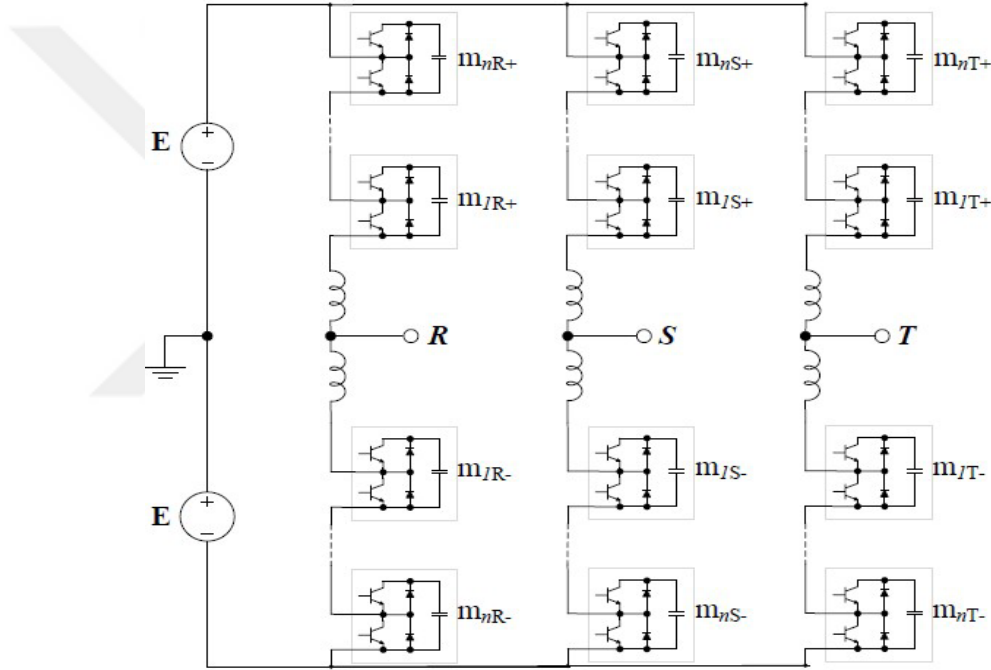 m_nR+ m_nS+ m_nT+
+
E
−
m_1R+ m_1S+ m_1T+
R S T
m_1R- m_1S- m_1T-
+
E
−
m_nR- m_nS- m_nT-